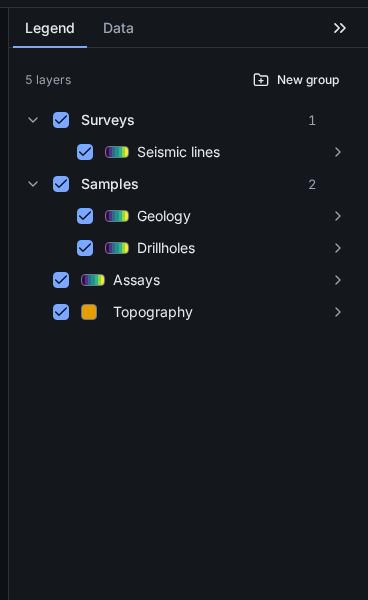 Legend Data
5 layers New group
Surveys 1
Seismic lines
Samples 2
Geology
Drillholes
Assays
Topography